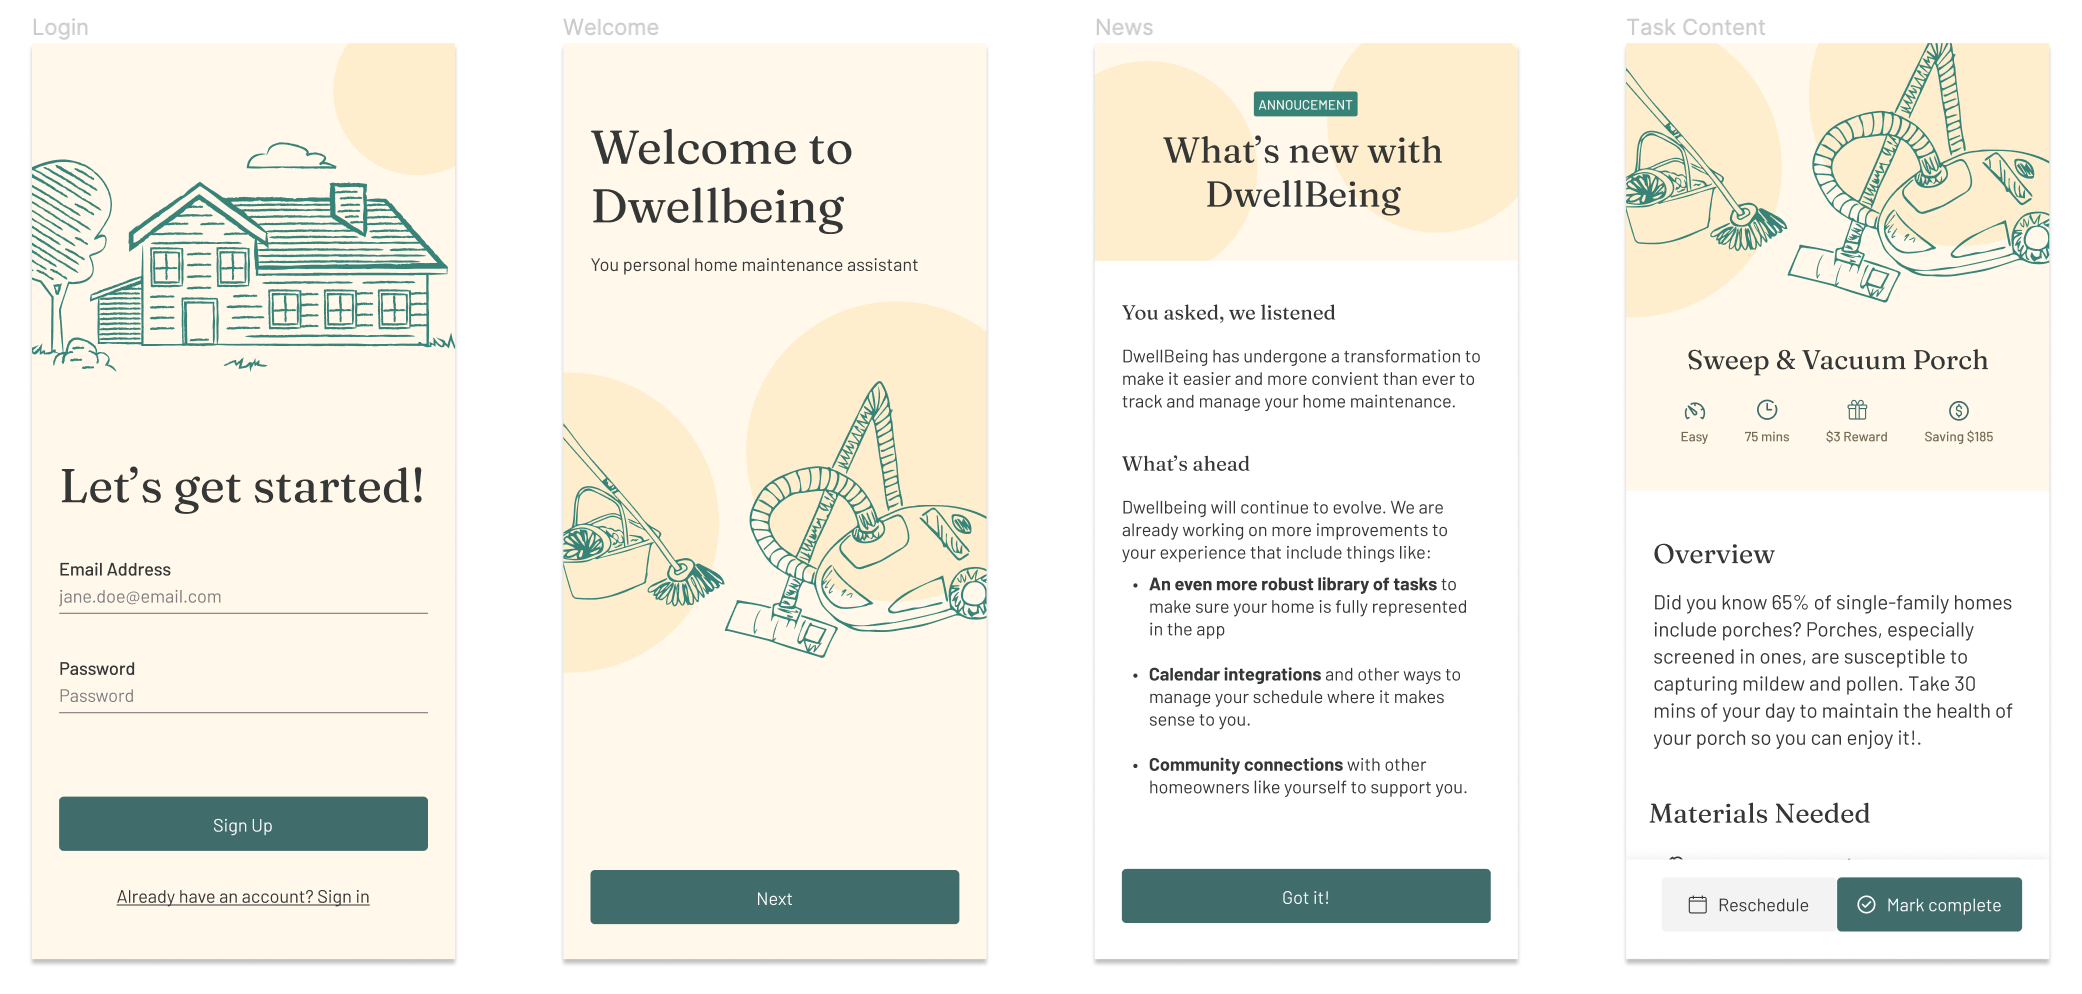 Login
Let's get started!
Email Address
jane.doe@email.com
Password
Password
Sign Up
Already have an account? Sign in
Welcome
Welcome to
Dwellbeing
You personal home maintenance assistant
Next
News
ANNOUCEMENT
What's new with
DwellBeing
You asked, we listened
DwellBeing has undergone a transformation to
make it easier and more convient than ever to
track and manage your home maintenance.
What's ahead
Dwellbeing will continue to evolve. We are
already working on more improvements to
your experience that include things like:
• An even more robust library of tasks to
make sure your home is fully represented
in the app
• Calendar integrations and other ways to
manage your schedule where it makes
sense to you.
• Community connections with other
homeowners like yourself to support you.
Got it!
Task Content
Sweep & Vacuum Porch
Easy
75 mins
$3 Reward
Saving $185
Overview
Did you know 65% of single-family homes
include porches? Porches, especially
screened in ones, are susceptible to
capturing mildew and pollen. Take 30
mins of your day to maintain the health of
your porch so you can enjoy it!.
Materials Needed
Reschedule
Mark complete